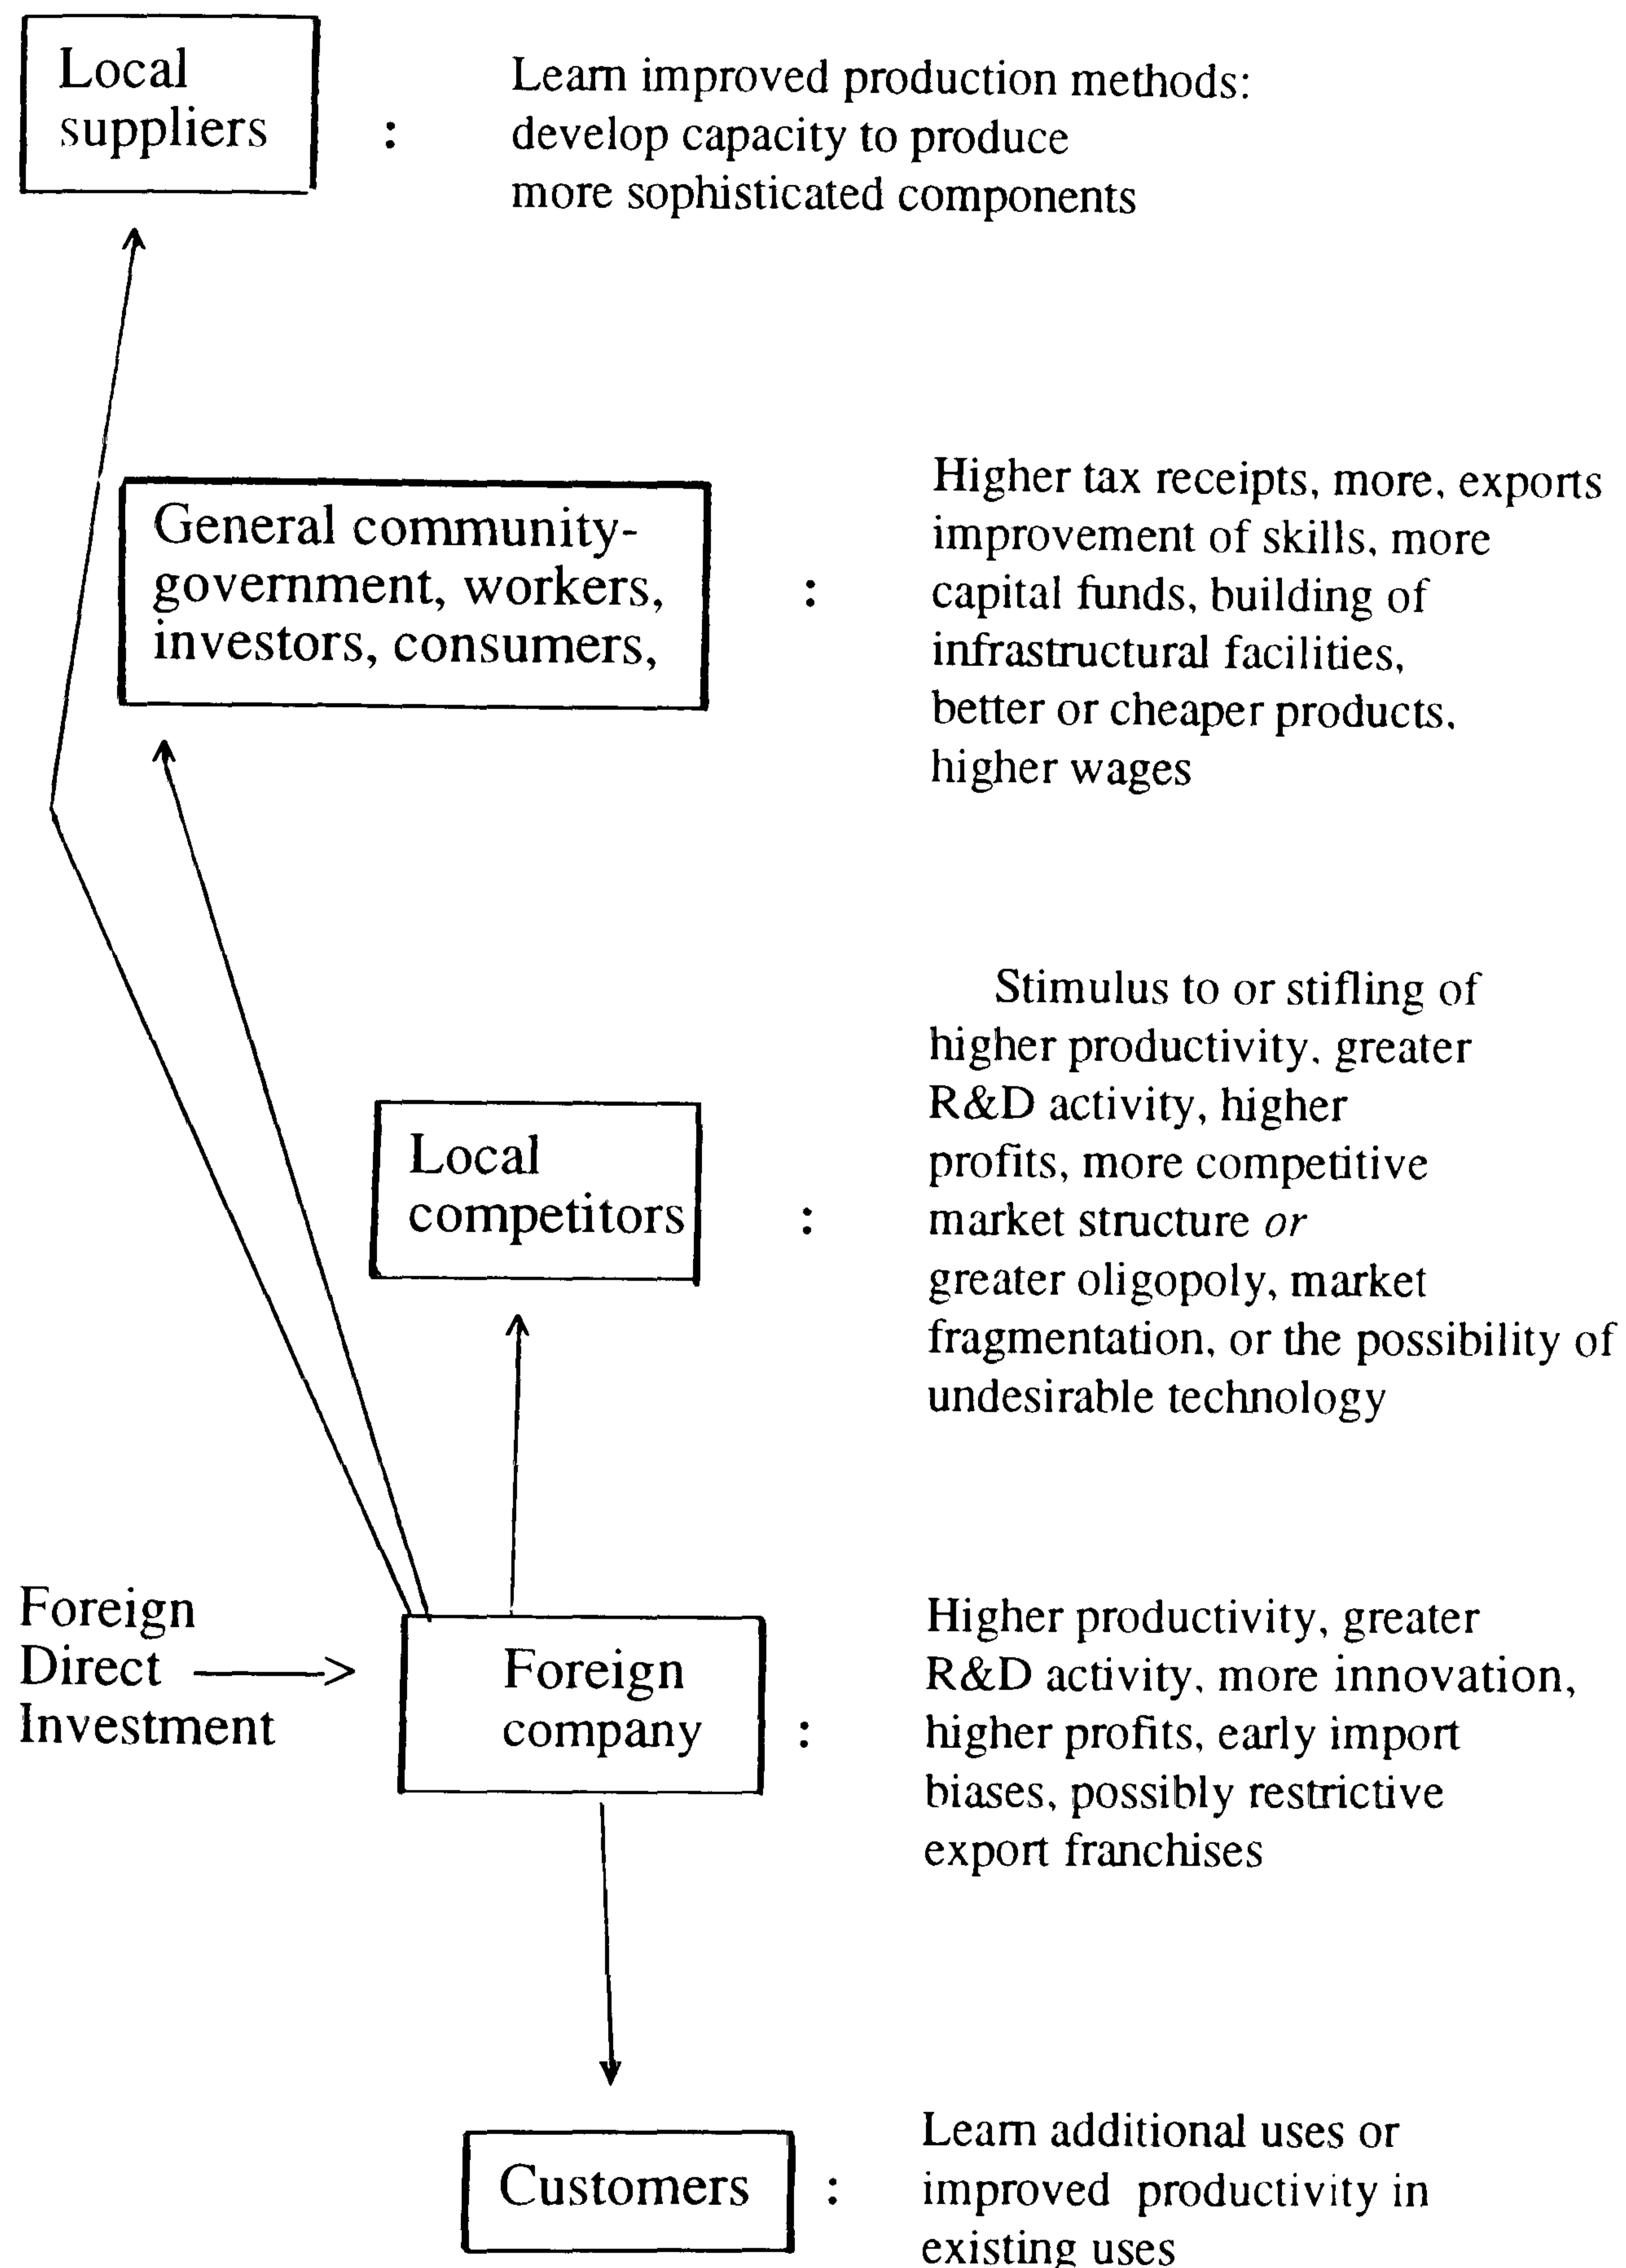 Local
suppliers
:
Learn improved production methods:
develop capacity to produce
more sophisticated components
General community-
government, workers,
investors, consumers,
:
Higher tax receipts, more, exports
improvement of skills, more
capital funds, building of
infrastructural facilities,
better or cheaper products,
higher wages
Local
competitors
:
Stimulus to or stifling of
higher productivity, greater
R&D activity, higher
profits, more competitive
market structure or
greater oligopoly, market
fragmentation, or the possibility of
undesirable technology
Foreign
Direct
Investment
Foreign
company
:
Higher productivity, greater
R&D activity, more innovation,
higher profits, early import
biases, possibly restrictive
export franchises
Customers
:
Learn additional uses or
improved productivity in
existing uses